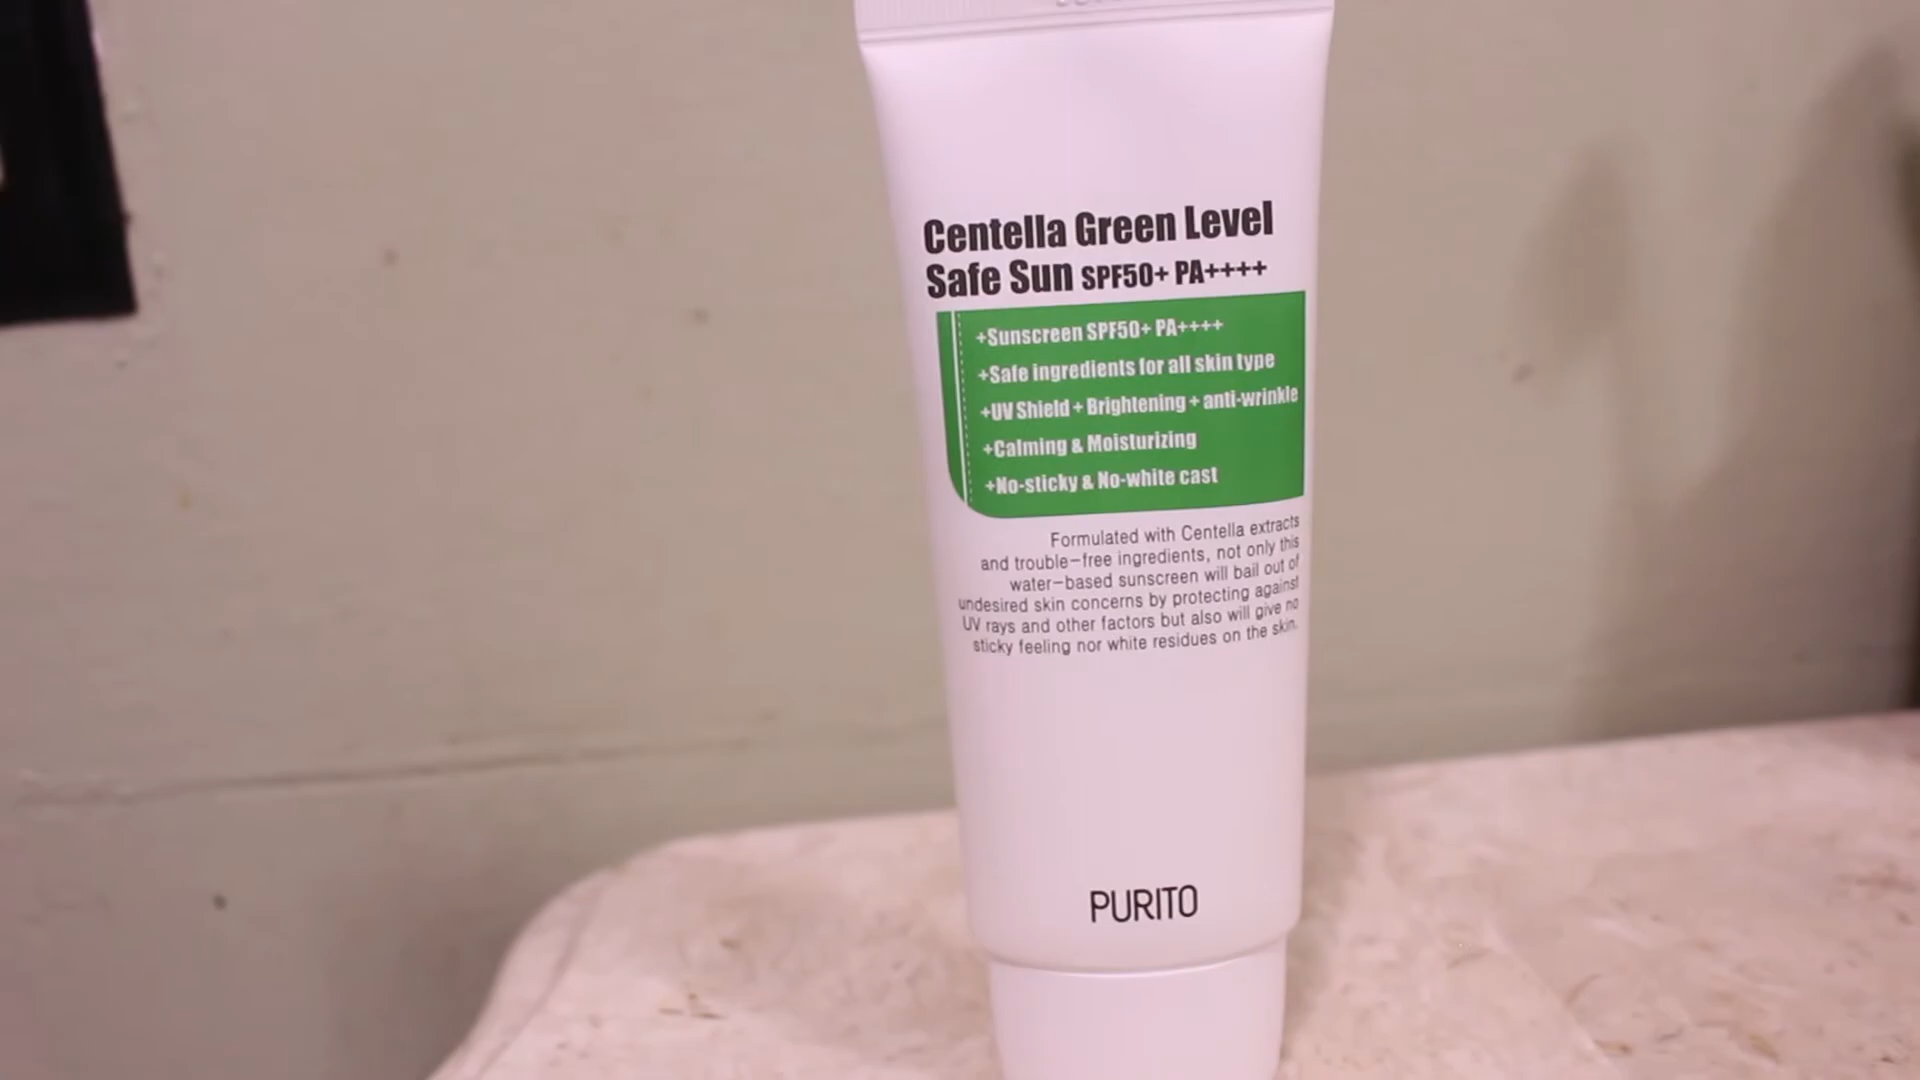 Centella Green Level
Safe Sun SPF50+ PA++++
+Sunscreen SPF50+ PA++++
+Safe ingredients for all skin type
+UV Shield + Brightening + anti-wrinkle
+Calming & Moisturizing
+No-sticky & No-white cast
Formulated with Centella extracts
and trouble-free ingredients, not only this
water-based sunscreen will bail out of
undesired skin concerns by protecting against
UV rays and other factors but also will give no
sticky feeling nor white residues on the skin.
PURITO